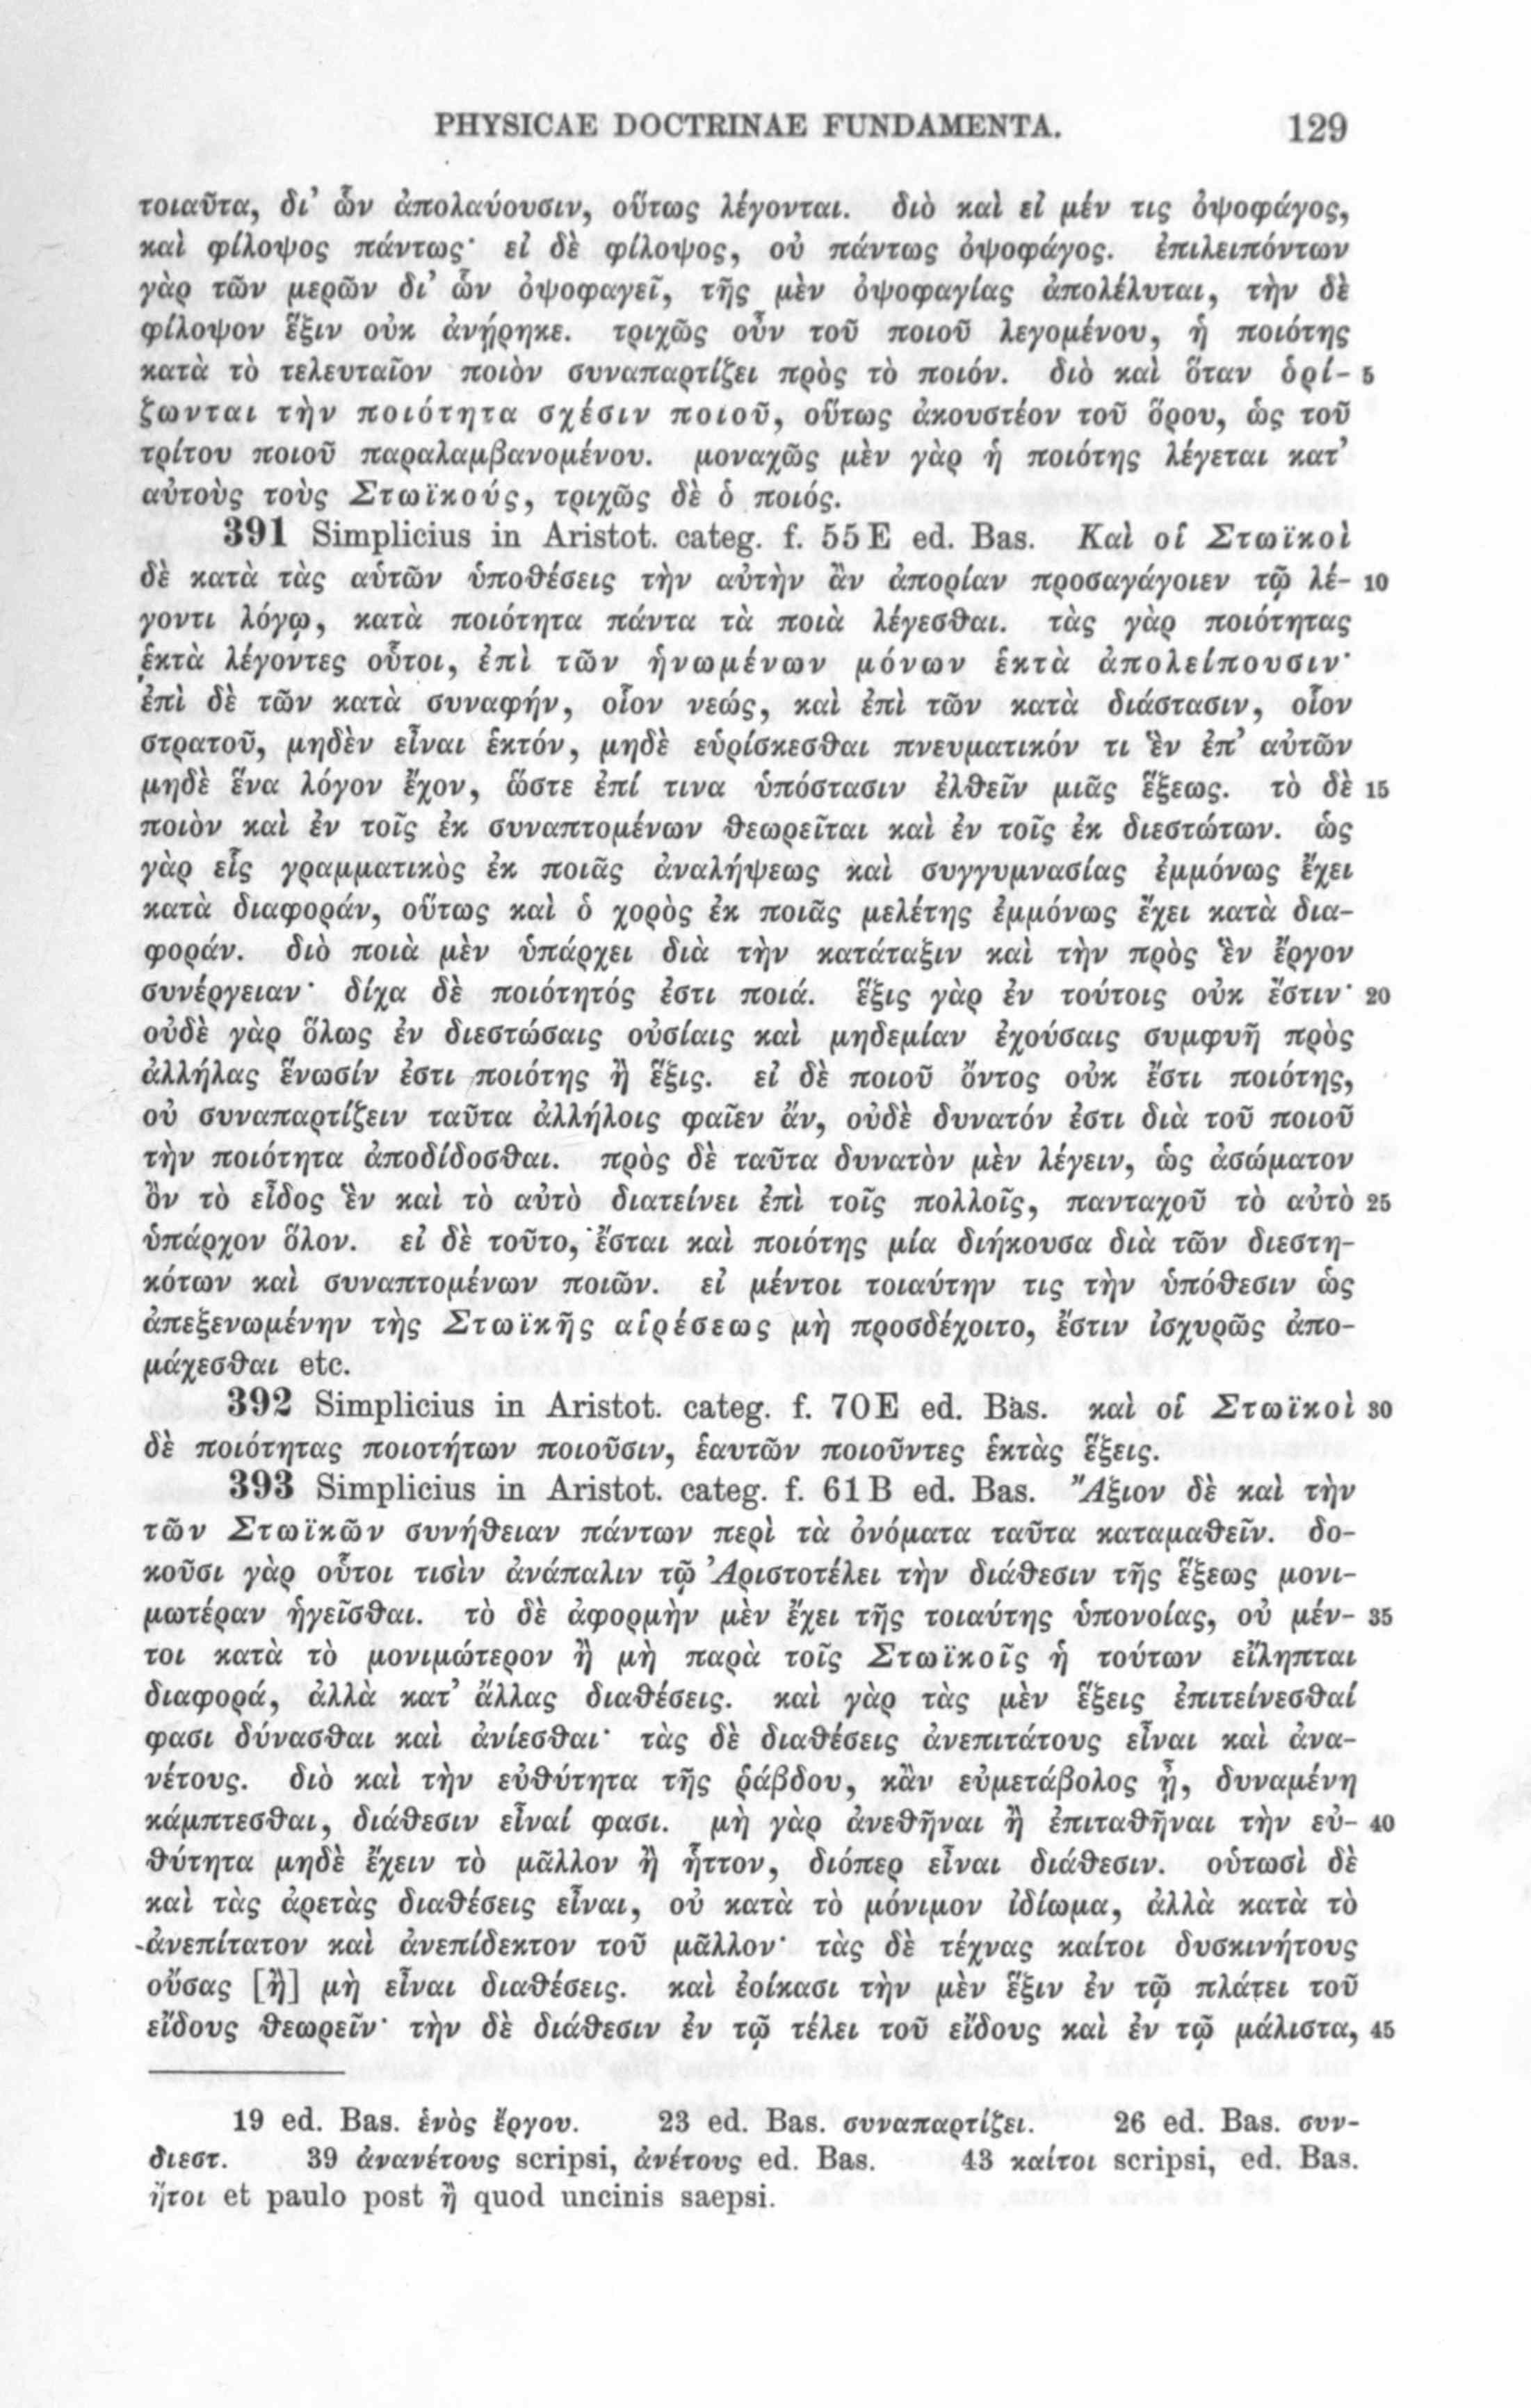 PHYSICAE DOCTRINAE FUNDAMENTA. 129
τοιαῦτα, δι’ ὧν ἀπολαύουσιν, οὕτως λέγονται. διὸ καὶ εἰ μέν τις ὀψοφάγος,
καὶ φίλοψος πάντως· εἰ δὲ φίλοψος, οὐ πάντως ὀψοφάγος. ἐπιλειπόντων
γὰρ τῶν μερῶν δι’ ὧν ὀψοφαγεῖ, τῆς μὲν ὀψοφαγίας ἀπολέλυται, τὴν δὲ
φίλοψον ἕξιν οὐκ ἀνῄρηκε. τριχῶς οὖν τοῦ ποιοῦ λεγομένου, ἡ ποιότης
κατὰ τὸ τελευταῖον ποιὸν συναπαρτίζει πρὸς τὸ ποιόν. διὸ καὶ ὅταν ὁρί- 5
ζωνται τὴν ποιότητα σχέσιν ποιοῦ, οὕτως ἀκουστέον τοῦ ὅρου, ὡς τοῦ
τρίτου ποιοῦ παραλαμβανομένου. μοναχῶς μὲν γὰρ ἡ ποιότης λέγεται κατ’
αὐτοὺς τοὺς Στωϊκούς, τριχῶς δὲ ὁ ποιός.
391 Simplicius in Aristot. categ. f. 55 E ed. Bas. Καὶ οἱ Στωϊκοὶ
δὲ κατὰ τὰς αὑτῶν ὑποθέσεις τὴν αὐτὴν ἂν ἀπορίαν προσαγάγοιεν τῷ λέ- 10
γοντι λόγῳ, κατὰ ποιότητα πάντα τὰ ποιὰ λέγεσθαι. τὰς γὰρ ποιότητας
ἑκτὰ λέγοντες οὗτοι, ἐπὶ τῶν ἡνωμένων μόνων ἑκτὰ ἀπολείπουσιν·
ἐπὶ δὲ τῶν κατὰ συναφήν, οἷον νεώς, καὶ ἐπὶ τῶν κατὰ διάστασιν, οἷον
στρατοῦ, μηδὲν εἶναι ἑκτόν, μηδὲ εὑρίσκεσθαι πνευματικόν τι ἓν ἐπ’ αὐτῶν
μηδὲ ἕνα λόγον ἔχον, ὥστε ἐπί τινα ὑπόστασιν ἐλθεῖν μιᾶς ἕξεως. τὸ δὲ 15
ποιὸν καὶ ἐν τοῖς ἐκ συναπτομένων θεωρεῖται καὶ ἐν τοῖς ἐκ διεστώτων. ὡς
γὰρ εἷς γραμματικὸς ἐκ ποιᾶς ἀναλήψεως καὶ συγγυμνασίας ἐμμόνως ἔχει
κατὰ διαφοράν, οὕτως καὶ ὁ χορὸς ἐκ ποιᾶς μελέτης ἐμμόνως ἔχει κατὰ δια-
φοράν. διὸ ποιὰ μὲν ὑπάρχει διὰ τὴν κατάταξιν καὶ τὴν πρὸς ἓν ἔργον
συνέργειαν· δίχα δὲ ποιότητός ἐστι ποιά. ἕξις γὰρ ἐν τούτοις οὐκ ἔστιν· 20
οὐδὲ γὰρ ὅλως ἐν διεστώσαις οὐσίαις καὶ μηδεμίαν ἐχούσαις συμφυῆ πρὸς
ἀλλήλας ἕνωσίν ἐστι ποιότης ἢ ἕξις. εἰ δὲ ποιοῦ ὄντος οὐκ ἔστι ποιότης,
οὐ συναπαρτίζειν ταῦτα ἀλλήλοις φαῖεν ἄν, οὐδὲ δυνατόν ἐστι διὰ τοῦ ποιοῦ
τὴν ποιότητα ἀποδίδοσθαι. πρὸς δὲ ταῦτα δυνατὸν μὲν λέγειν, ὡς ἀσώματον
ὂν τὸ εἶδος ἓν καὶ τὸ αὐτὸ διατείνει ἐπὶ τοῖς πολλοῖς, πανταχοῦ τὸ αὐτὸ 25
ὑπάρχον ὅλον. εἰ δὲ τοῦτο, ἔσται καὶ ποιότης μία διήκουσα διὰ τῶν διεστη-
κότων καὶ συναπτομένων ποιῶν. εἰ μέντοι τοιαύτην τις τὴν ὑπόθεσιν ὡς
ἀπεξενωμένην τῆς Στωϊκῆς αἱρέσεως μὴ προσδέχοιτο, ἔστιν ἰσχυρῶς ἀπο-
μάχεσθαι etc.
392 Simplicius in Aristot. categ. f. 70 E ed. Bas. καὶ οἱ Στωϊκοὶ 30
δὲ ποιότητας ποιοτήτων ποιοῦσιν, ἑαυτῶν ποιοῦντες ἑκτὰς ἕξεις.
393 Simplicius in Aristot. categ. f. 61 B ed. Bas. Ἄξιον δὲ καὶ τὴν
τῶν Στωϊκῶν συνήθειαν πάντων περὶ τὰ ὀνόματα ταῦτα καταμαθεῖν. δο-
κοῦσι γὰρ οὗτοι τισὶν ἀνάπαλιν τῷ Ἀριστοτέλει τὴν διάθεσιν τῆς ἕξεως μονι-
μωτέραν ἡγεῖσθαι. τὸ δὲ ἀφορμὴν μὲν ἔχει τῆς τοιαύτης ὑπονοίας, οὐ μέν- 35
τοι κατὰ τὸ μονιμώτερον ἢ μὴ παρὰ τοῖς Στωϊκοῖς ἡ τούτων εἴληπται
διαφορά, ἀλλὰ κατ’ ἄλλας διαθέσεις. καὶ γὰρ τὰς μὲν ἕξεις ἐπιτείνεσθαί
φασι δύνασθαι καὶ ἀνίεσθαι· τὰς δὲ διαθέσεις ἀνεπιτάτους εἶναι καὶ ἀνα-
νέτους. διὸ καὶ τὴν εὐθύτητα τῆς ῥάβδου, κἂν εὐμετάβολος ᾖ, δυναμένη
κάμπτεσθαι, διάθεσιν εἶναί φασι. μὴ γὰρ ἀνεθῆναι ἢ ἐπιταθῆναι τὴν εὐ- 40
θύτητα μηδὲ ἔχειν τὸ μᾶλλον ἢ ἧττον, διόπερ εἶναι διάθεσιν. οὑτωσὶ δὲ
καὶ τὰς ἀρετὰς διαθέσεις εἶναι, οὐ κατὰ τὸ μόνιμον ἰδίωμα, ἀλλὰ κατὰ τὸ
ἀνεπίτατον καὶ ἀνεπίδεκτον τοῦ μᾶλλον· τὰς δὲ τέχνας καίτοι δυσκινήτους
οὔσας [ἢ] μὴ εἶναι διαθέσεις. καὶ ἐοίκασι τὴν μὲν ἕξιν ἐν τῷ πλάτει τοῦ
εἴδους θεωρεῖν· τὴν δὲ διάθεσιν ἐν τῷ τέλει τοῦ εἴδους καὶ ἐν τῷ μάλιστα, 45
19 ed. Bas. ἑνὸς ἔργου. 23 ed. Bas. συναπαρτίζει. 26 ed. Bas. συν-
διεστ. 39 ἀνανέτους scripsi, ἀνέτους ed. Bas. 43 καίτοι scripsi, ed. Bas.
ἤτοι et paulo post ἢ quod uncinis saepsi.